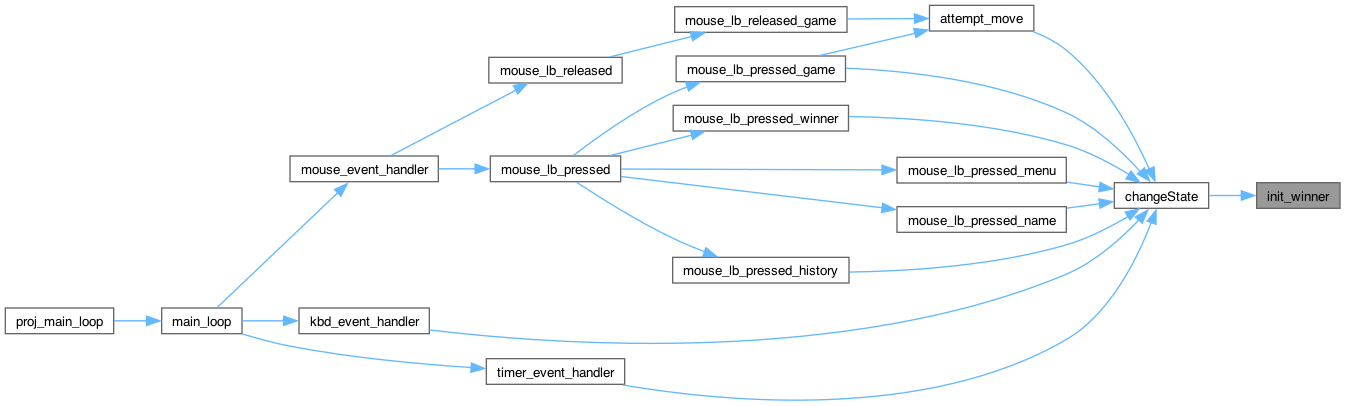 mouse_lb_released_game
attempt_move
mouse_lb_released
mouse_lb_pressed_game
mouse_lb_pressed_winner
mouse_event_handler
mouse_lb_pressed
mouse_lb_pressed_menu
changeState
init_winner
mouse_lb_pressed_name
mouse_lb_pressed_history
proj_main_loop
main_loop
kbd_event_handler
timer_event_handler